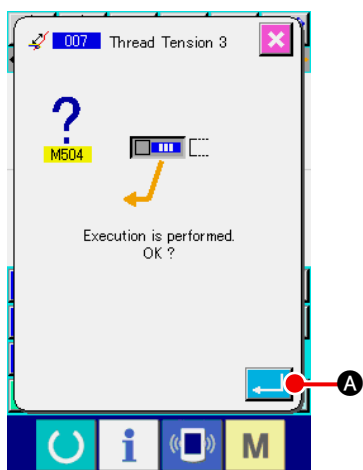 007 Thread Tension 3
?
M504
Execution is performed.
OK ?
A
i
M